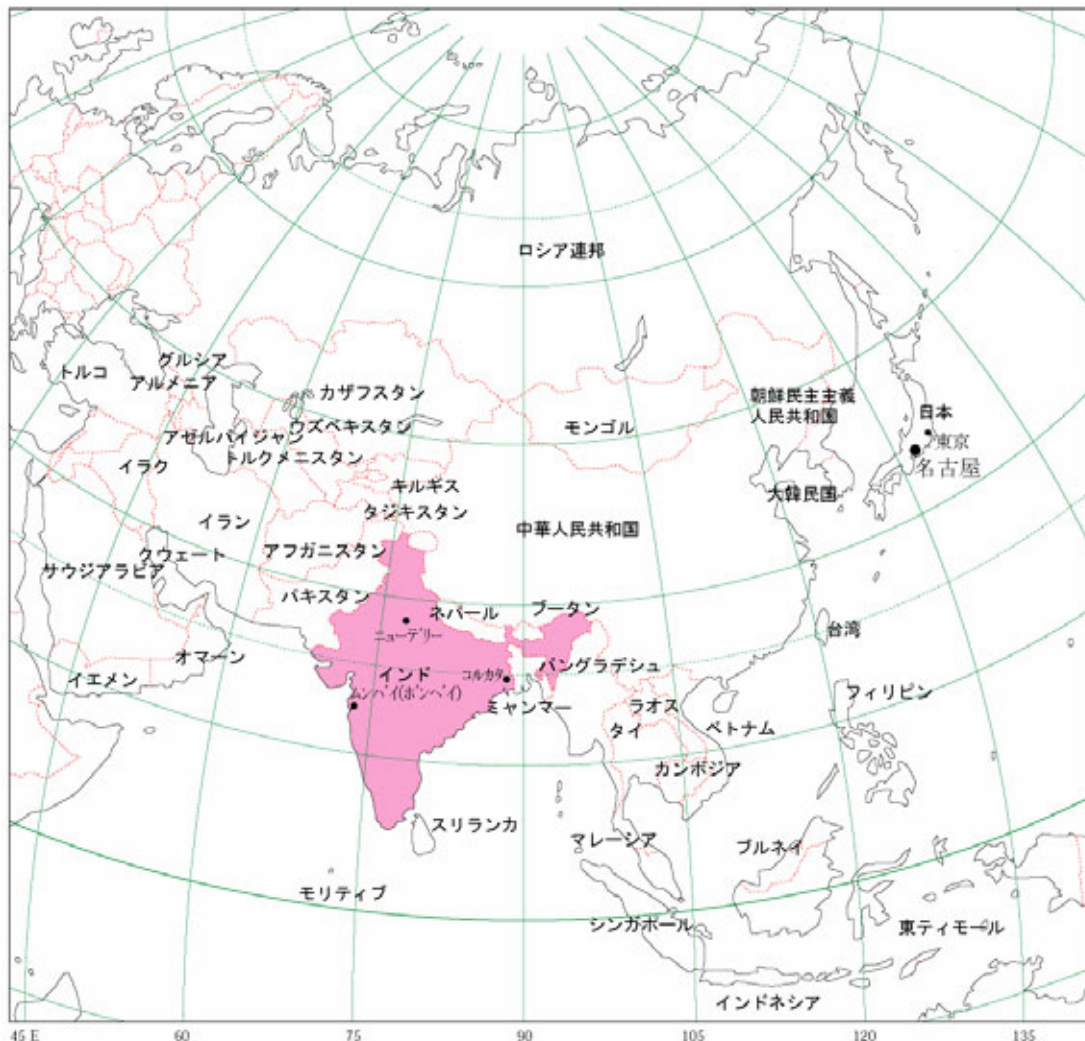 ロシア連邦
グルシア
トルコ
アルメニア
カザフスタン
朝鮮民主主義
人民共和国
日本
ウズベキスタン
モンゴル
アゼルバイジャン
東京
トルクメニスタン
イラク
名古屋
キルギス
大韓民国
タジキスタン
イラン
中華人民共和国
アフガニスタン
クウェート
サウジアラビア
パキスタン
ネパール
ブータン
ニューデリー
台湾
オマーン
バングラデシュ
インド
コルカタ
イエメン
ムンバイ(ボンベイ)
ミャンマー
ラオス
フィリピン
タイ
ベトナム
カンボジア
スリランカ
マレーシア
ブルネイ
モリティブ
シンガポール
東ティモール
インドネシア
45 E
60
75
90
105
120
135